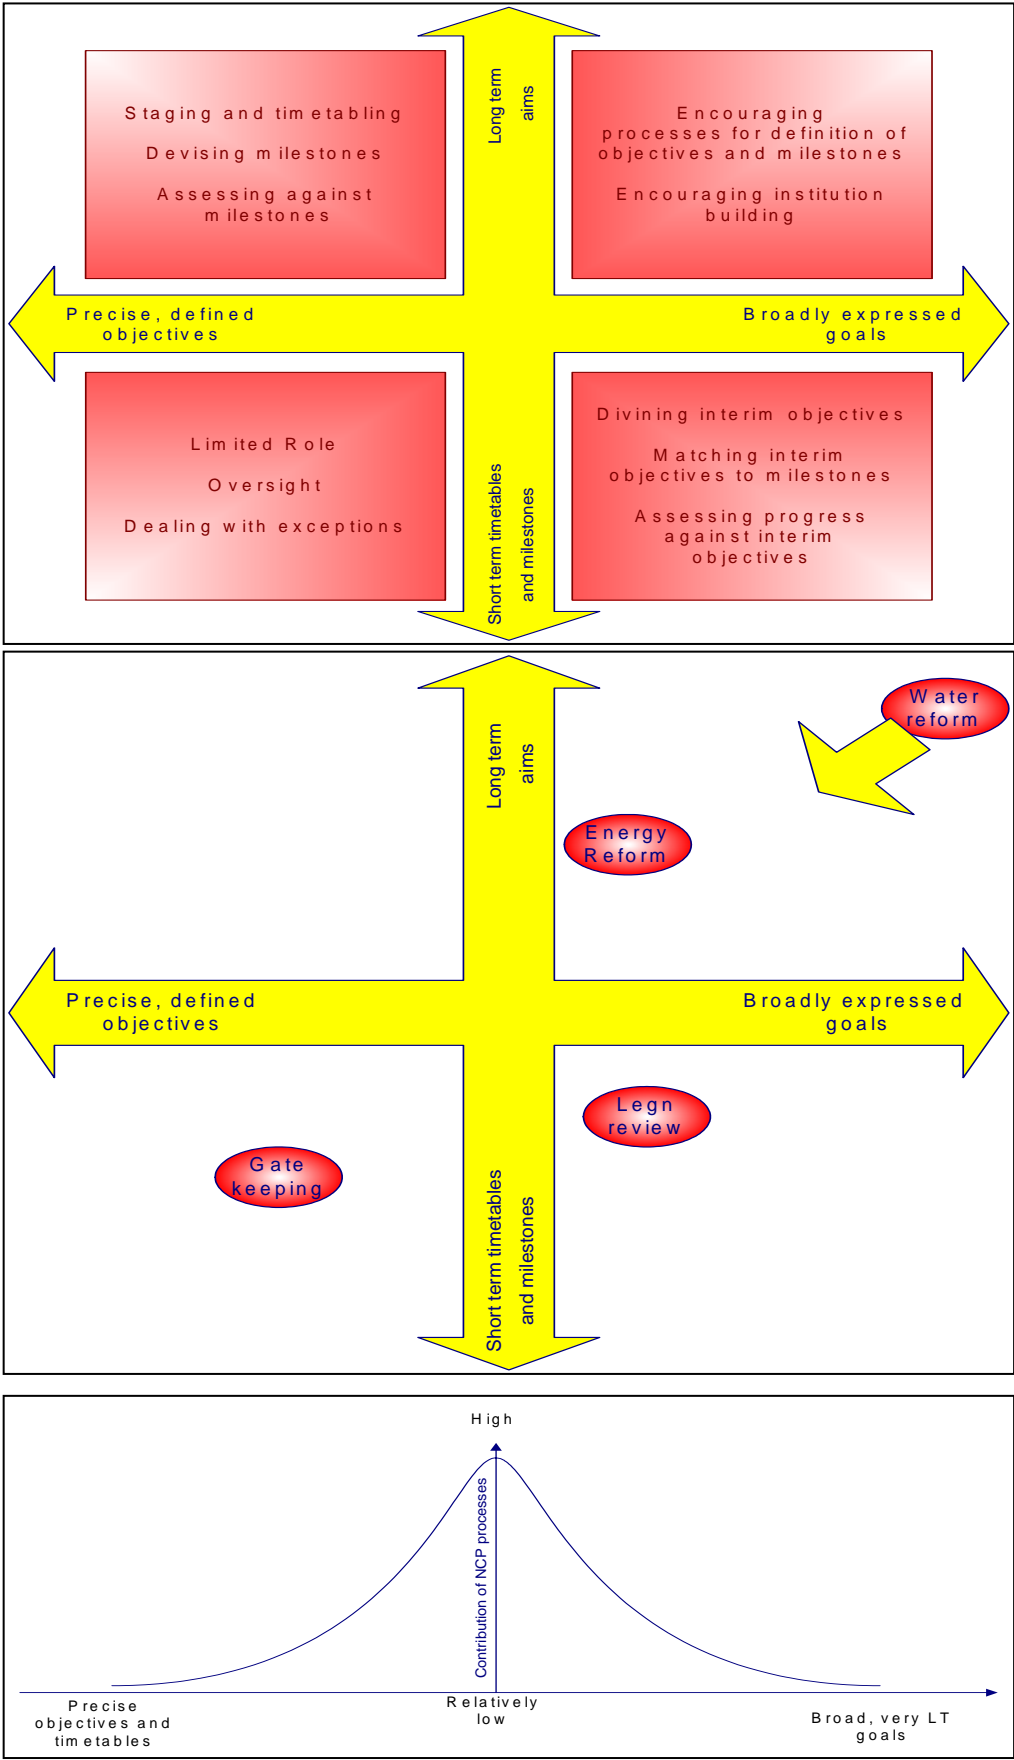 Long term
aims
Staging and timetabling
Devising milestones
Assessing against
milestones
Encouraging
processes for definition of
objectives and milestones
Encouraging institution
building
Precise, defined
objectives
Broadly expressed
goals
Limited Role
Oversight
Dealing with exceptions
Short term timetables
and milestones
Divining interim objectives
Matching interim
objectives to milestones
Assessing progress
against interim
objectives
Water
reform
Long term
aims
Energy
Reform
Precise, defined
objectives
Broadly expressed
goals
Legn
review
Gate
keeping
Short term timetables
and milestones
High
Contribution of NCP processes
Precise
objectives and
timetables
Relatively
low
Broad, very LT
goals